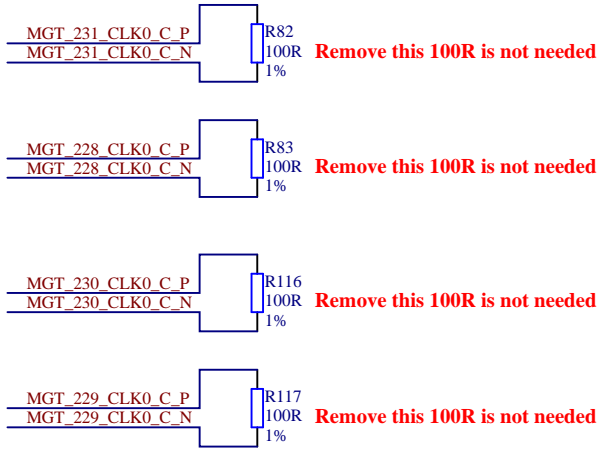 MGT_231_CLK0_C_P
MGT_231_CLK0_C_N
R82
100R
1%
Remove this 100R is not needed
MGT_228_CLK0_C_P
MGT_228_CLK0_C_N
R83
100R
1%
Remove this 100R is not needed
MGT_230_CLK0_C_P
MGT_230_CLK0_C_N
R116
100R
1%
Remove this 100R is not needed
MGT_229_CLK0_C_P
MGT_229_CLK0_C_N
R117
100R
1%
Remove this 100R is not needed